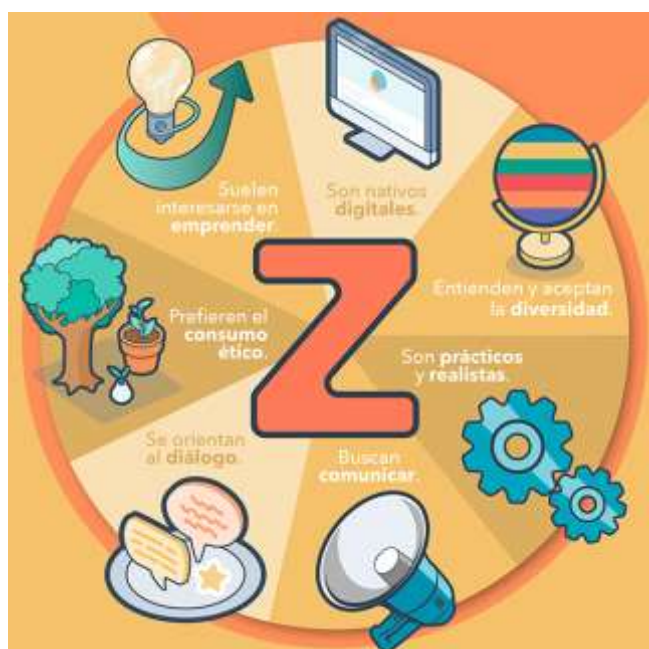 Suelen
interesarse en
emprender.
Son nativos
digitales.
Entienden y aceptan
la diversidad.
Prefieren el
consumo
ético.
Z
Son prácticos
y realistas.
Se orientan
al diálogo.
Buscan
comunicar.